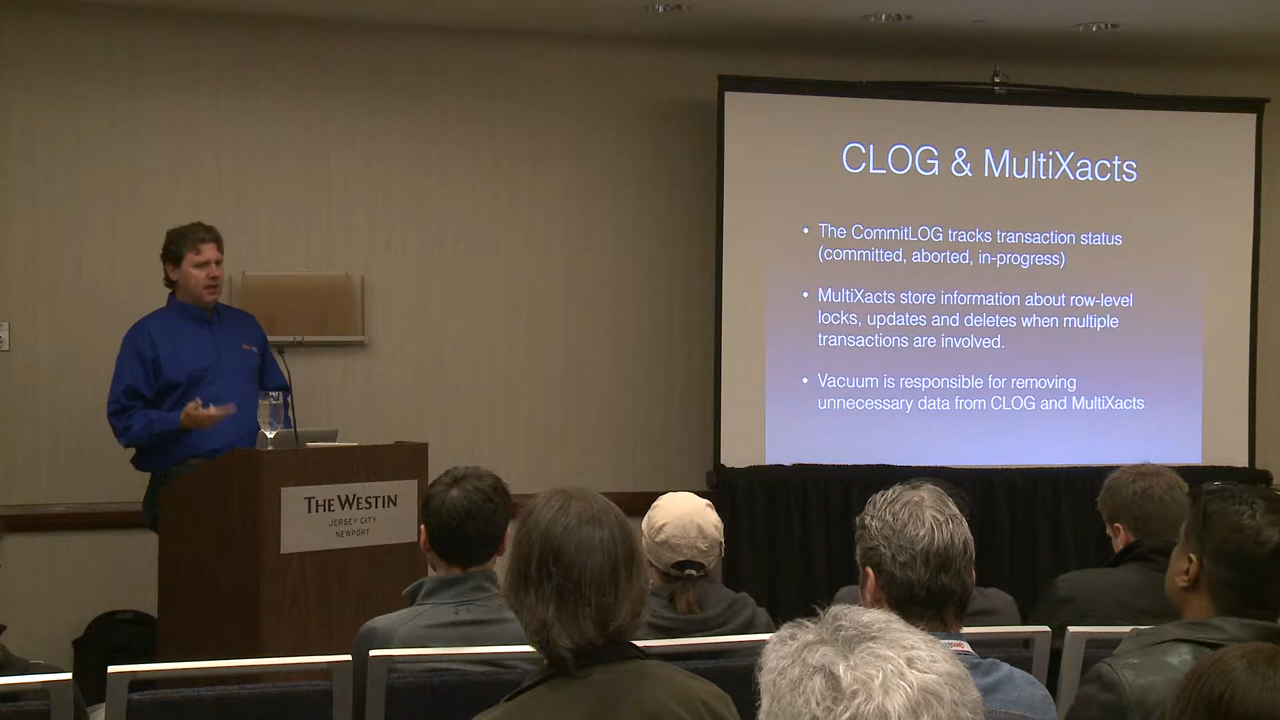 CLOG & MultiXacts
• The CommitLOG tracks transaction status
(committed, aborted, in-progress)
• MultiXacts store information about row-level
locks, updates and deletes when multiple
transactions are involved.
• Vacuum is responsible for removing
unnecessary data from CLOG and MultiXacts
THE WESTIN
JERSEY CITY
NEWPORT